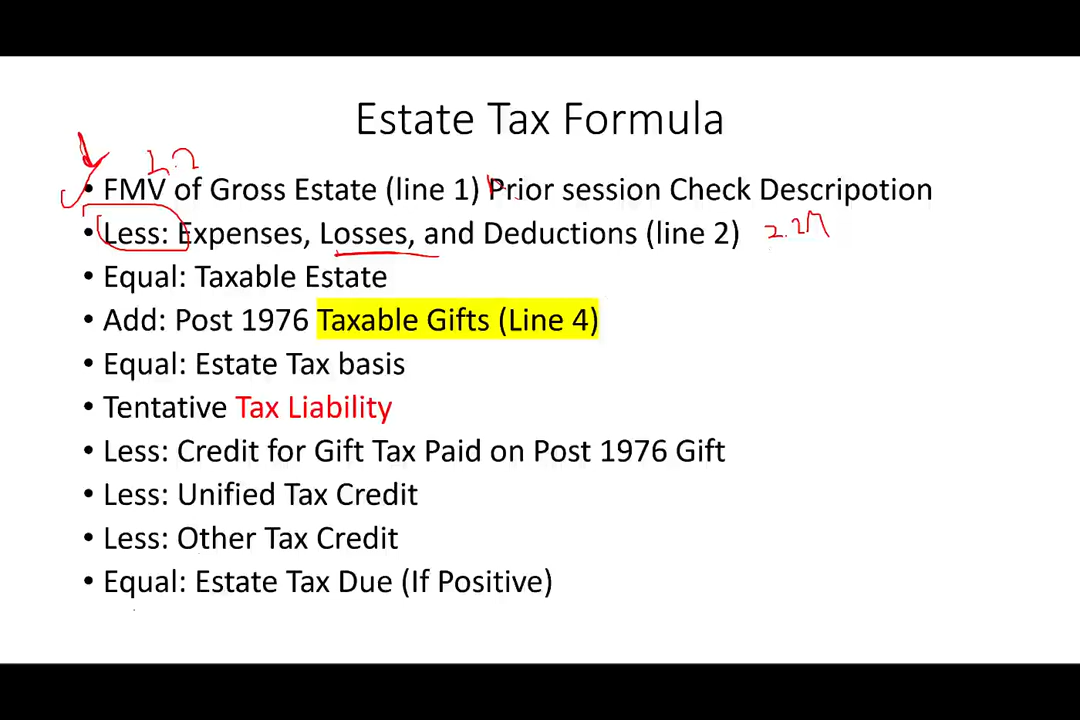 Estate Tax Formula
• FMV of Gross Estate (line 1) Prior session Check Descripotion
• Less: Expenses, Losses, and Deductions (line 2)
• Equal: Taxable Estate
• Add: Post 1976 Taxable Gifts (Line 4)
• Equal: Estate Tax basis
• Tentative Tax Liability
• Less: Credit for Gift Tax Paid on Post 1976 Gift
• Less: Unified Tax Credit
• Less: Other Tax Credit
• Equal: Estate Tax Due (If Positive)